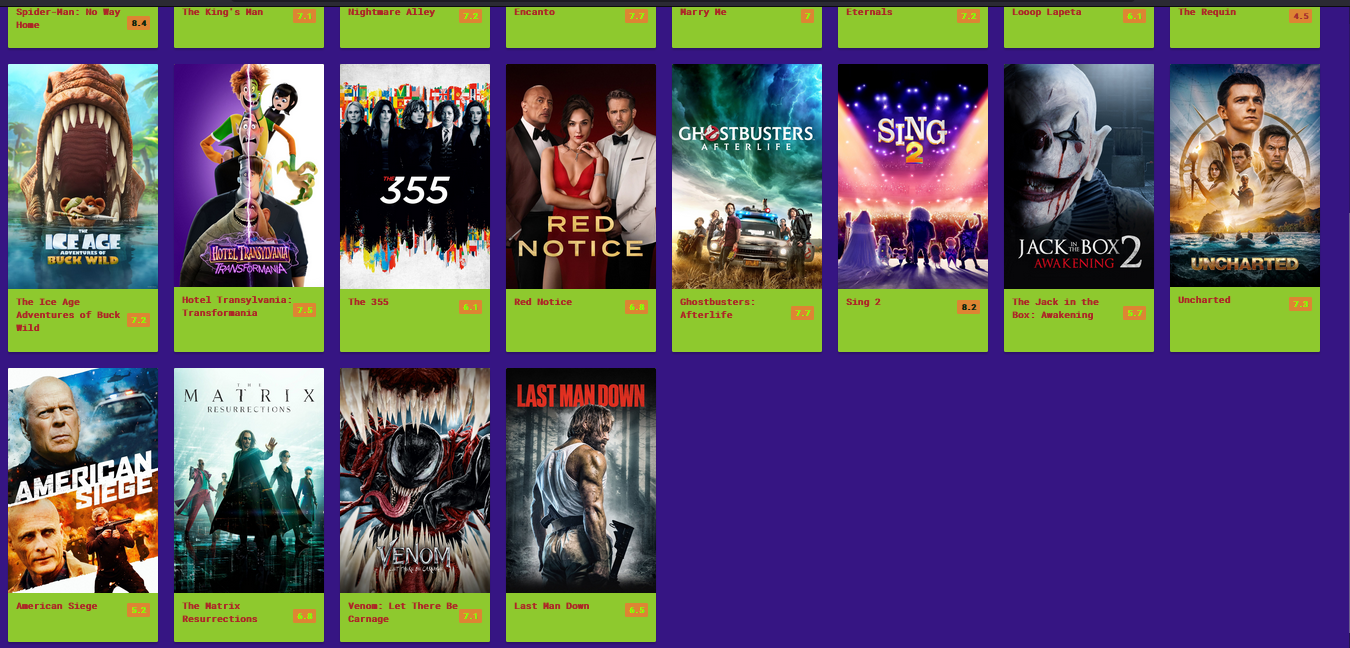 Spider-Man: No Way
Home
8.4
The King's Man
7.1
Nightmare Alley
7.2
Encanto
7.7
Marry Me
7
Eternals
7.2
Looop Lapeta
6.1
The Requin
4.5
THE
ICE AGE
ADVENTURES OF
BUCK WILD
The Ice Age
Adventures of Buck
Wild
7.2
HOTEL TRANSYLVANIA
TRANSFORMANIA
Hotel Transylvania:
Transformania
7.5
THE
355
The 355
6.1
RED
NOTICE
Red Notice
6.8
GHOSTBUSTERS
AFTERLIFE
Ghostbusters:
Afterlife
7.7
SING
2
Sing 2
8.2
JACK IN THE BOX 2
AWAKENING
The Jack in the
Box: Awakening
5.7
UNCHARTED
Uncharted
7.3
AMERICAN
SIEGE
American Siege
5.2
THE
MATRIX
RESURRECTIONS
The Matrix
Resurrections
6.8
VENOM
LET THERE BE CARNAGE
Venom: Let There Be
Carnage
7.1
LAST MAN DOWN
Last Man Down
6.5